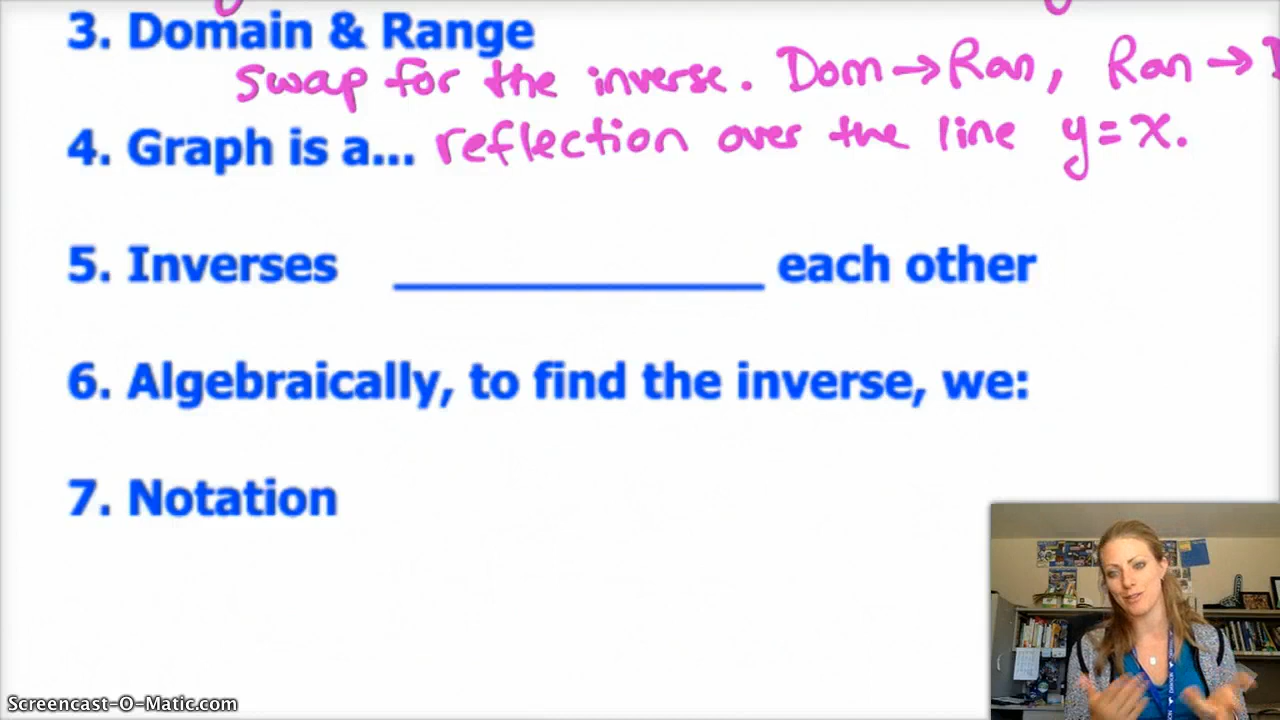 3. Domain & Range
swap for the inverse. Dom→Ran, Ran→
4. Graph is a... reflection over the line y=x.
5. Inverses ______________ each other
6. Algebraically, to find the inverse, we:
7. Notation
Screencast-O-Matic.com